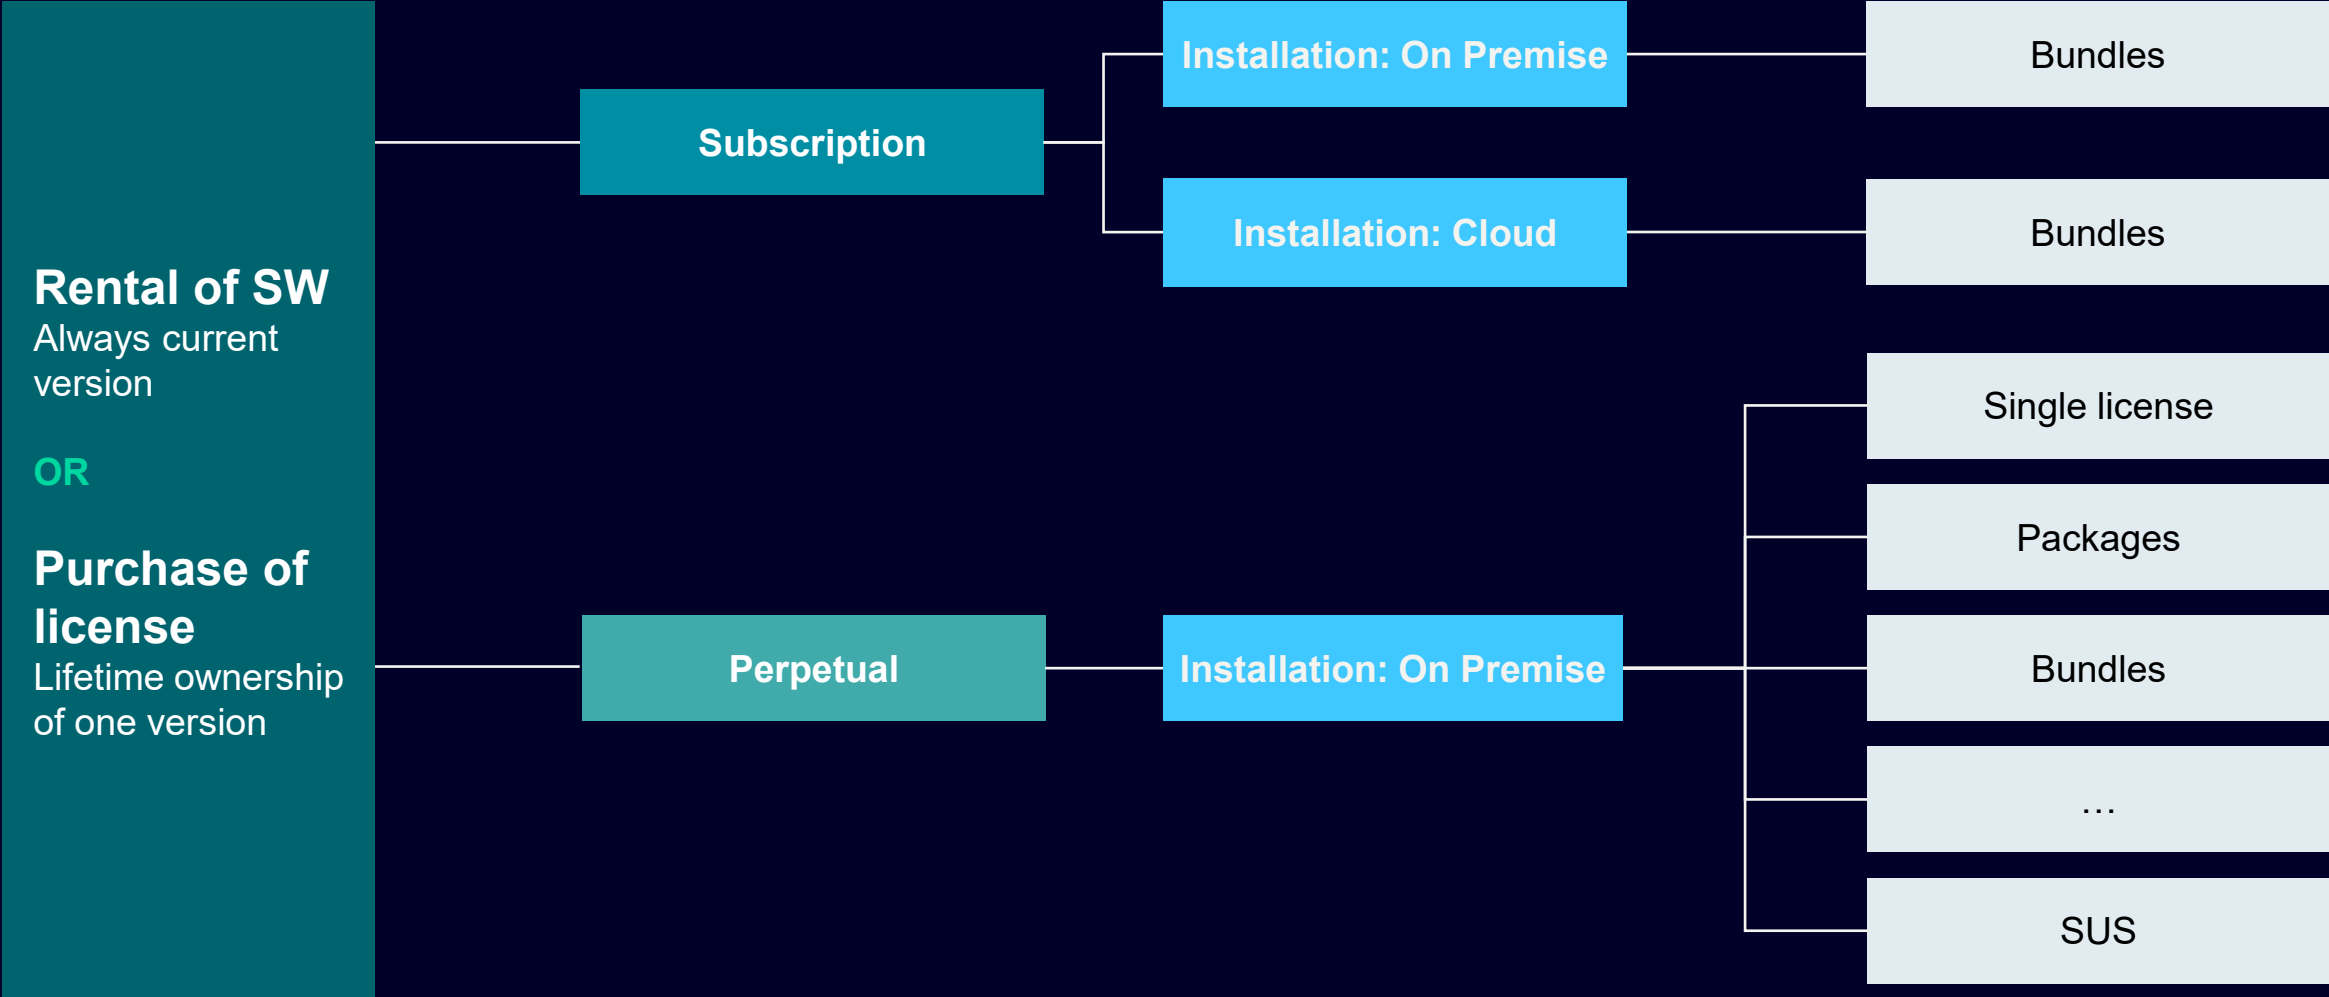 Rental of SW
Always current
version
OR
Purchase of
license
Lifetime ownership
of one version
Subscription
Installation: On Premise
Bundles
Installation: Cloud
Bundles
Perpetual
Installation: On Premise
Single license
Packages
Bundles
…
SUS